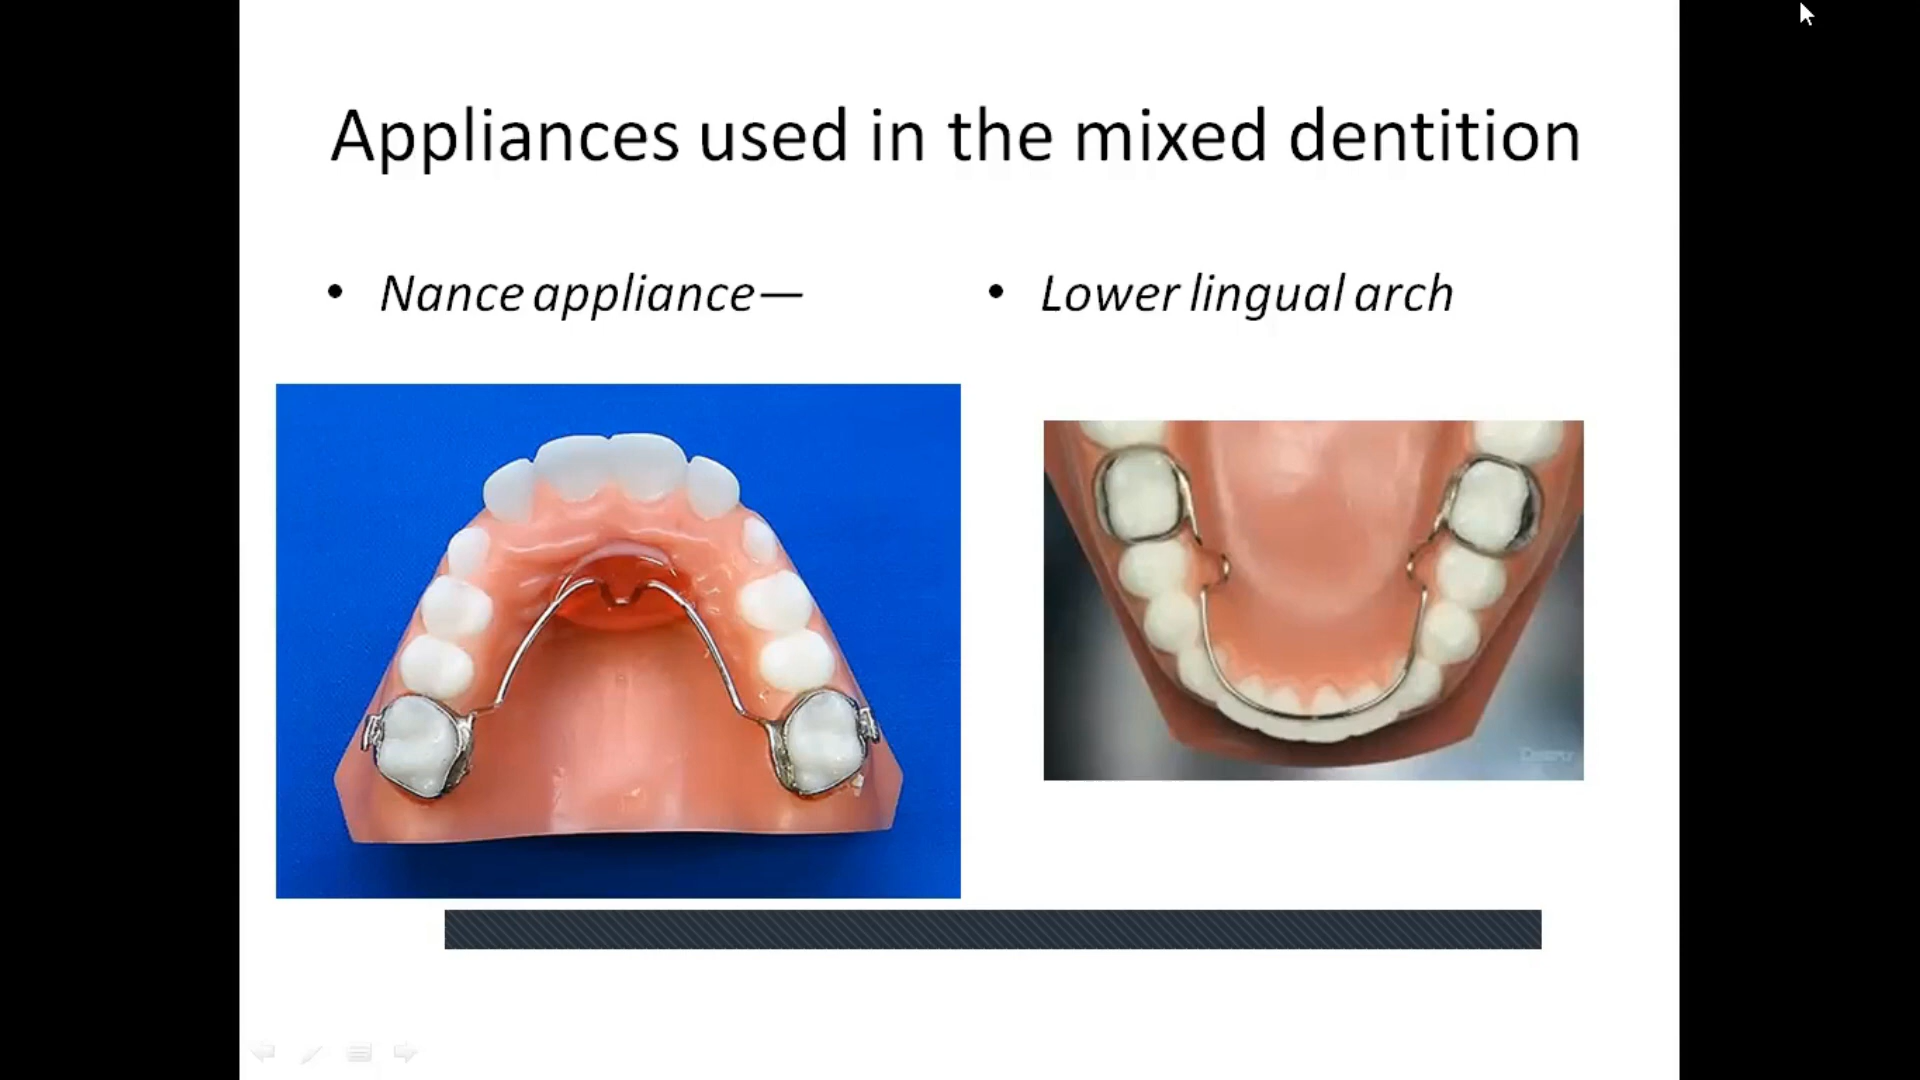 Appliances used in the mixed dentition
• Nance appliance—
• Lower lingual arch